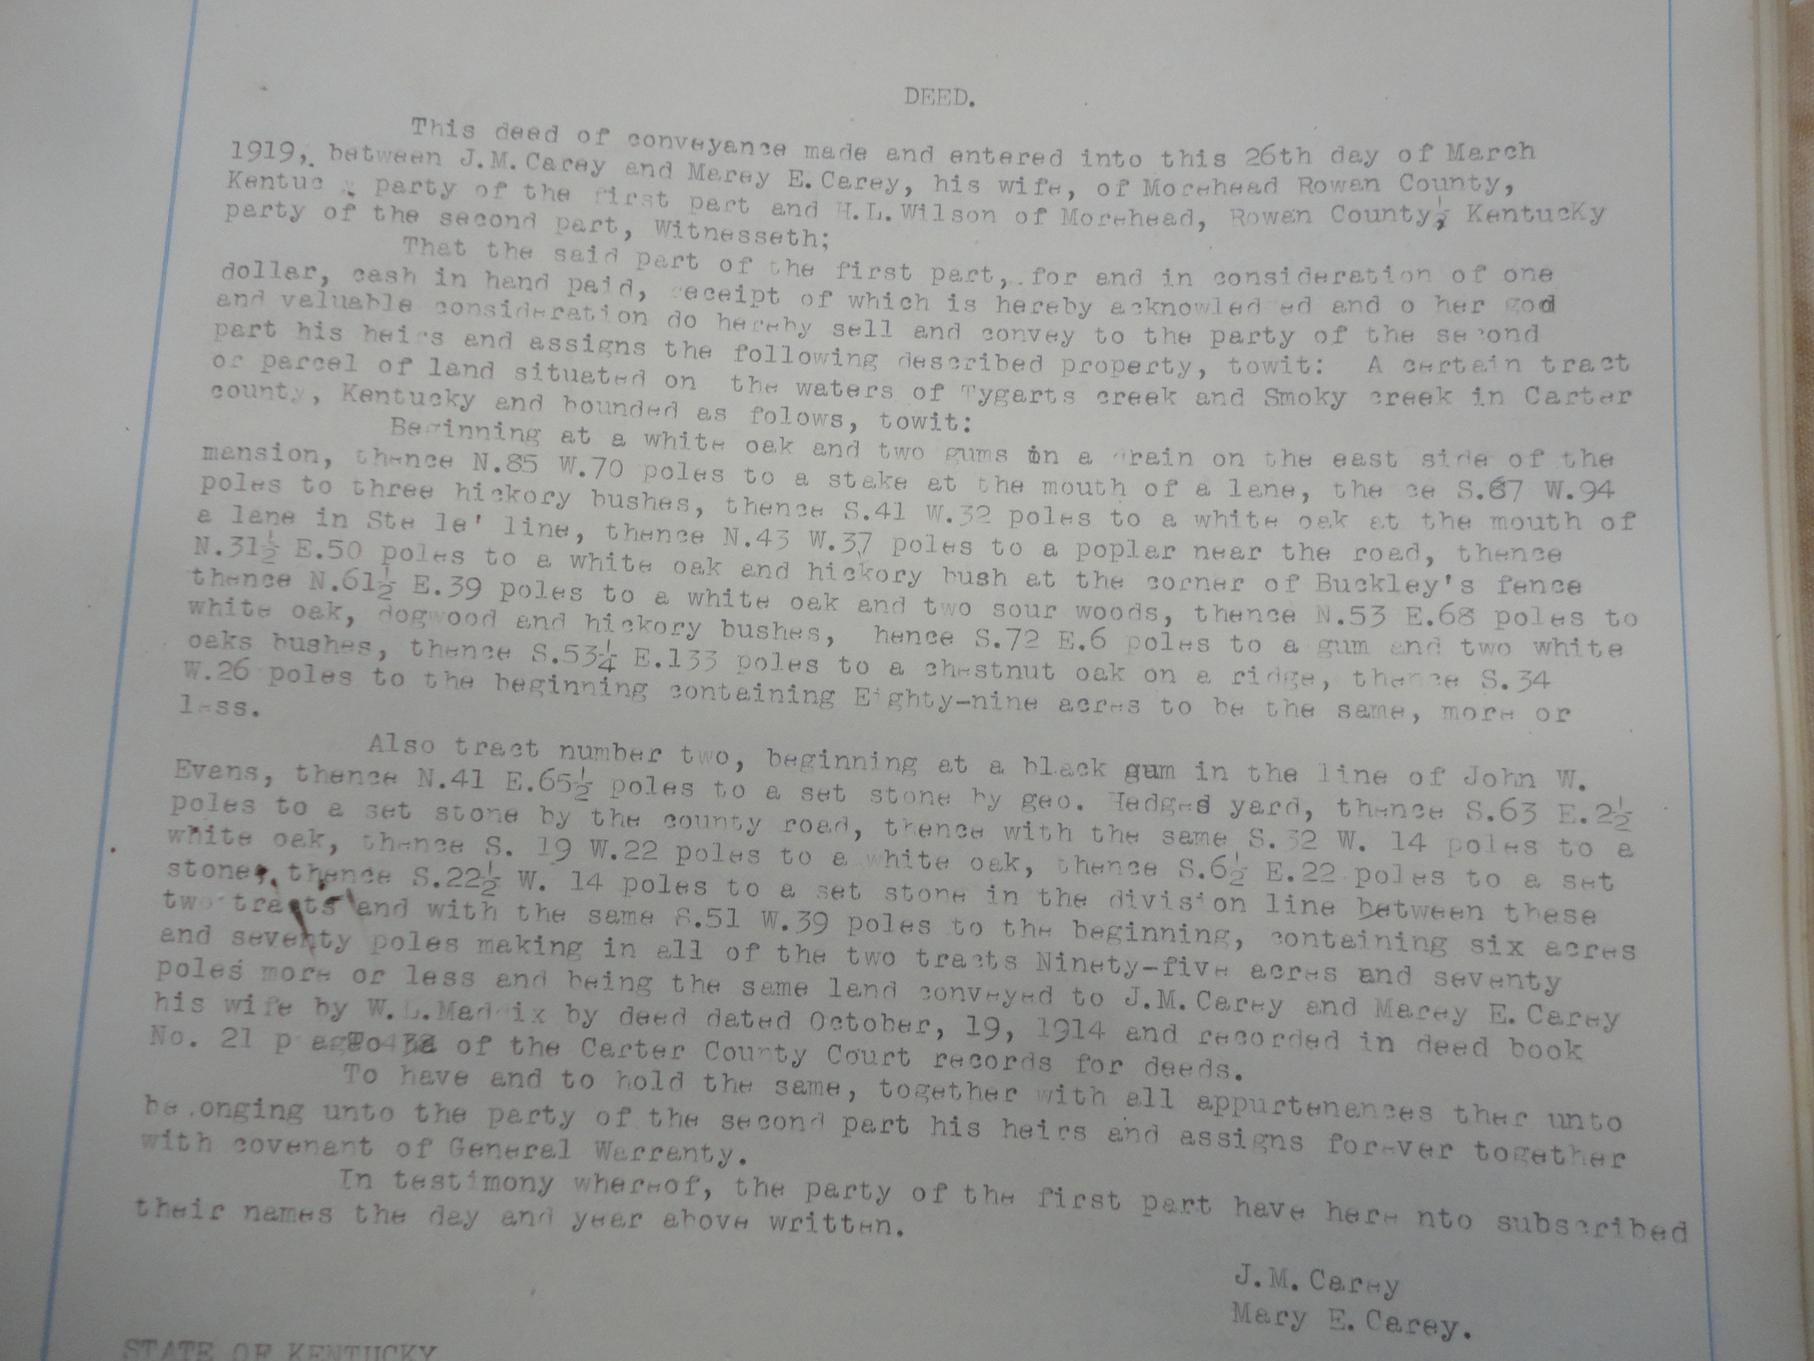 DEED.
This deed of conveyance made and entered into this 26th day of March
1919, between J.M.Carey and Marey E.Carey, his wife, of Morehead Rowan County,
Kentuc y party of the first part and H.L.Wilson of Morehead, Rowan County, Kentucky
party of the second part, Witnesseth;
That the said part of the first part, for and in consideration of one
dollar, cash in hand paid, receipt of which is hereby acknowled ed and o her god
and valuable consideration do hereby sell and convey to the party of the second
part his heirs and assigns the following described property, towit: A certain tract
or parcel of land situated on the waters of Tygarts creek and Smoky creek in Carter
county, Kentucky and bounded as folows, towit:
Beginning at a white oak and two gums in a drain on the east side of the
mansion, thence N.85 W.70 poles to a stake at the mouth of a lane, the ce S.67 W.94
poles to three hickory bushes, thence S.41 W.32 poles to a white oak at the mouth of
a lane in Ste le' line, thence N.43 W.37 poles to a poplar near the road, thence
N.31½ E.50 poles to a white oak and hickory bush at the corner of Buckley's fence
thence N.61½ E.39 poles to a white oak and two sour woods, thence N.53 E.68 poles to
white oak, dogwood and hickory bushes, hence S.72 E.6 poles to a gum and two white
oaks bushes, thence S.53¼ E.133 poles to a chestnut oak on a ridge, thence S.34
W.26 poles to the beginning containing Eighty-nine acres to be the same, more or
less.
Also tract number two, beginning at a black gum in the line of John W.
Evans, thence N.41 E.65½ poles to a set stone by geo. Hedges yard, thence S.63 E.2½
poles to a set stone by the county road, thence with the same S.32 W. 14 poles to a
white oak, thence S. 19 W.22 poles to a white oak, thence S.6½ E.22 poles to a set
stone, thence S.22½ W. 14 poles to a set stone in the division line between these
two tracts and with the same S.51 W.39 poles to the beginning, containing six acres
and seventy poles making in all of the two tracts Ninety-five acres and seventy
poles more or less and being the same land conveyed to J.M.Carey and Marey E.Carey
his wife by W.L.Maddix by deed dated October, 19, 1914 and recorded in deed book
No. 21 p age of the Carter County Court records for deeds.
To have and to hold the same, together with all appurtenances ther unto
be onging unto the party of the second part his heirs and assigns forever together
with covenant of General Warranty.
In testimony whereof, the party of the first part have here nto subscribed
their names the day and year above written.
J.M.Carey
Mary E.Carey.
STATE OF KENTUCKY